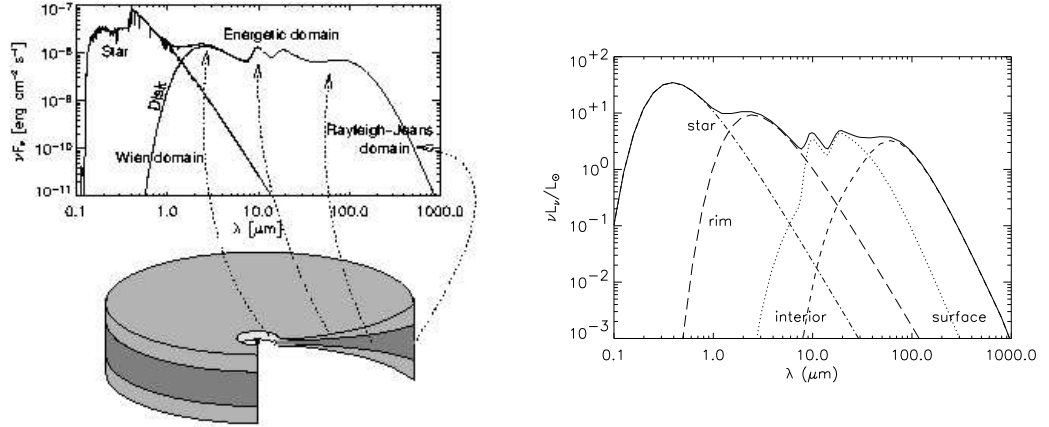 10⁻⁷
10⁻⁸
10⁻⁹
10⁻¹⁰
10⁻¹¹
νFᵥ [erg cm⁻² s⁻¹]
Star
Energetic domain
Disk
Wien domain
Rayleigh-Jeans
domain
0.1 1.0 10.0 100.0 1000.0
λ [μm]
10⁺²
10⁺¹
10⁰
10⁻¹
10⁻²
10⁻³
νLᵥ/L☉
star
rim
interior
surface
0.1 1.0 10.0 100.0 1000.0
λ (μm)